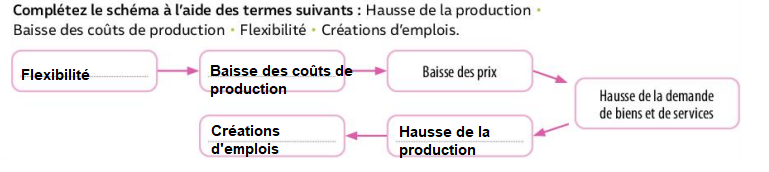 Complétez le schéma à l'aide des termes suivants : Hausse de la production •
Baisse des coûts de production • Flexibilité • Créations d'emplois.
Flexibilité
Baisse des coûts de
production
Baisse des prix
Hausse de la demande
de biens et de services
Hausse de la
production
Créations
d'emplois